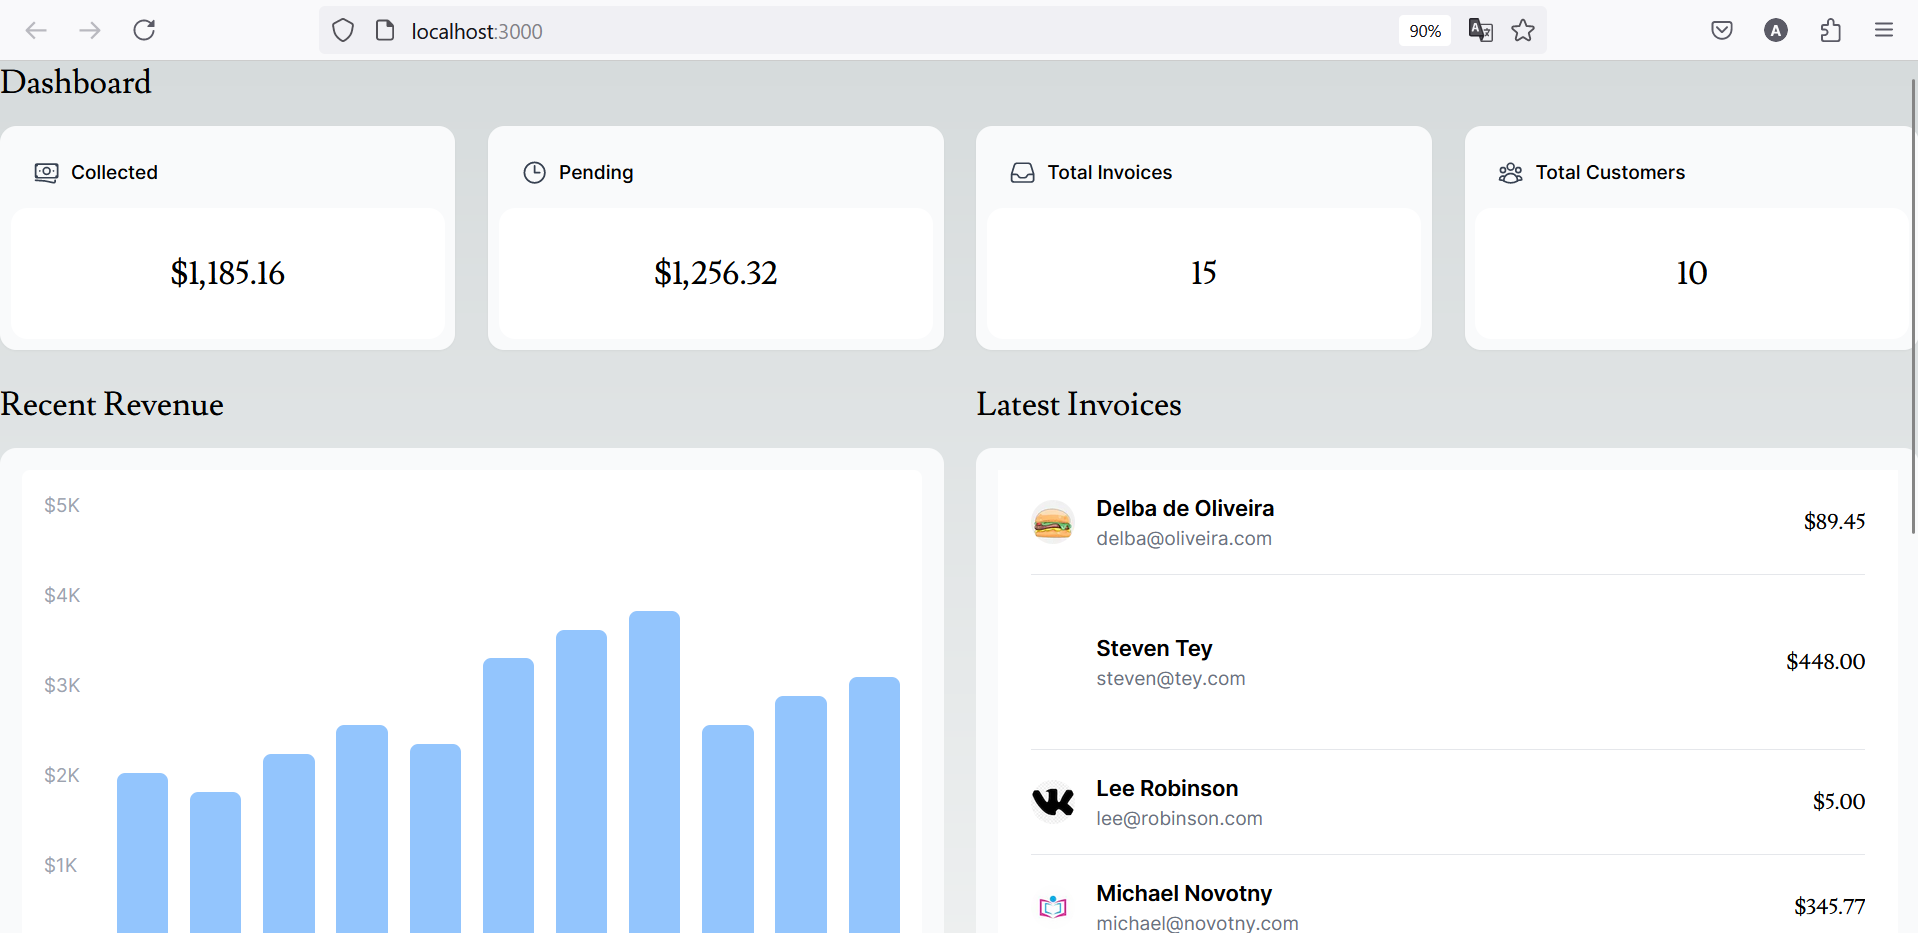 localhost:3000
90%
A
Dashboard
Collected
$1,185.16
Pending
$1,256.32
Total Invoices
15
Total Customers
10
Recent Revenue
$5K
$4K
$3K
$2K
$1K
Latest Invoices
Delba de Oliveira
delba@oliveira.com
$89.45
Steven Tey
steven@tey.com
$448.00
Lee Robinson
lee@robinson.com
$5.00
Michael Novotny
michael@novotny.com
$345.77